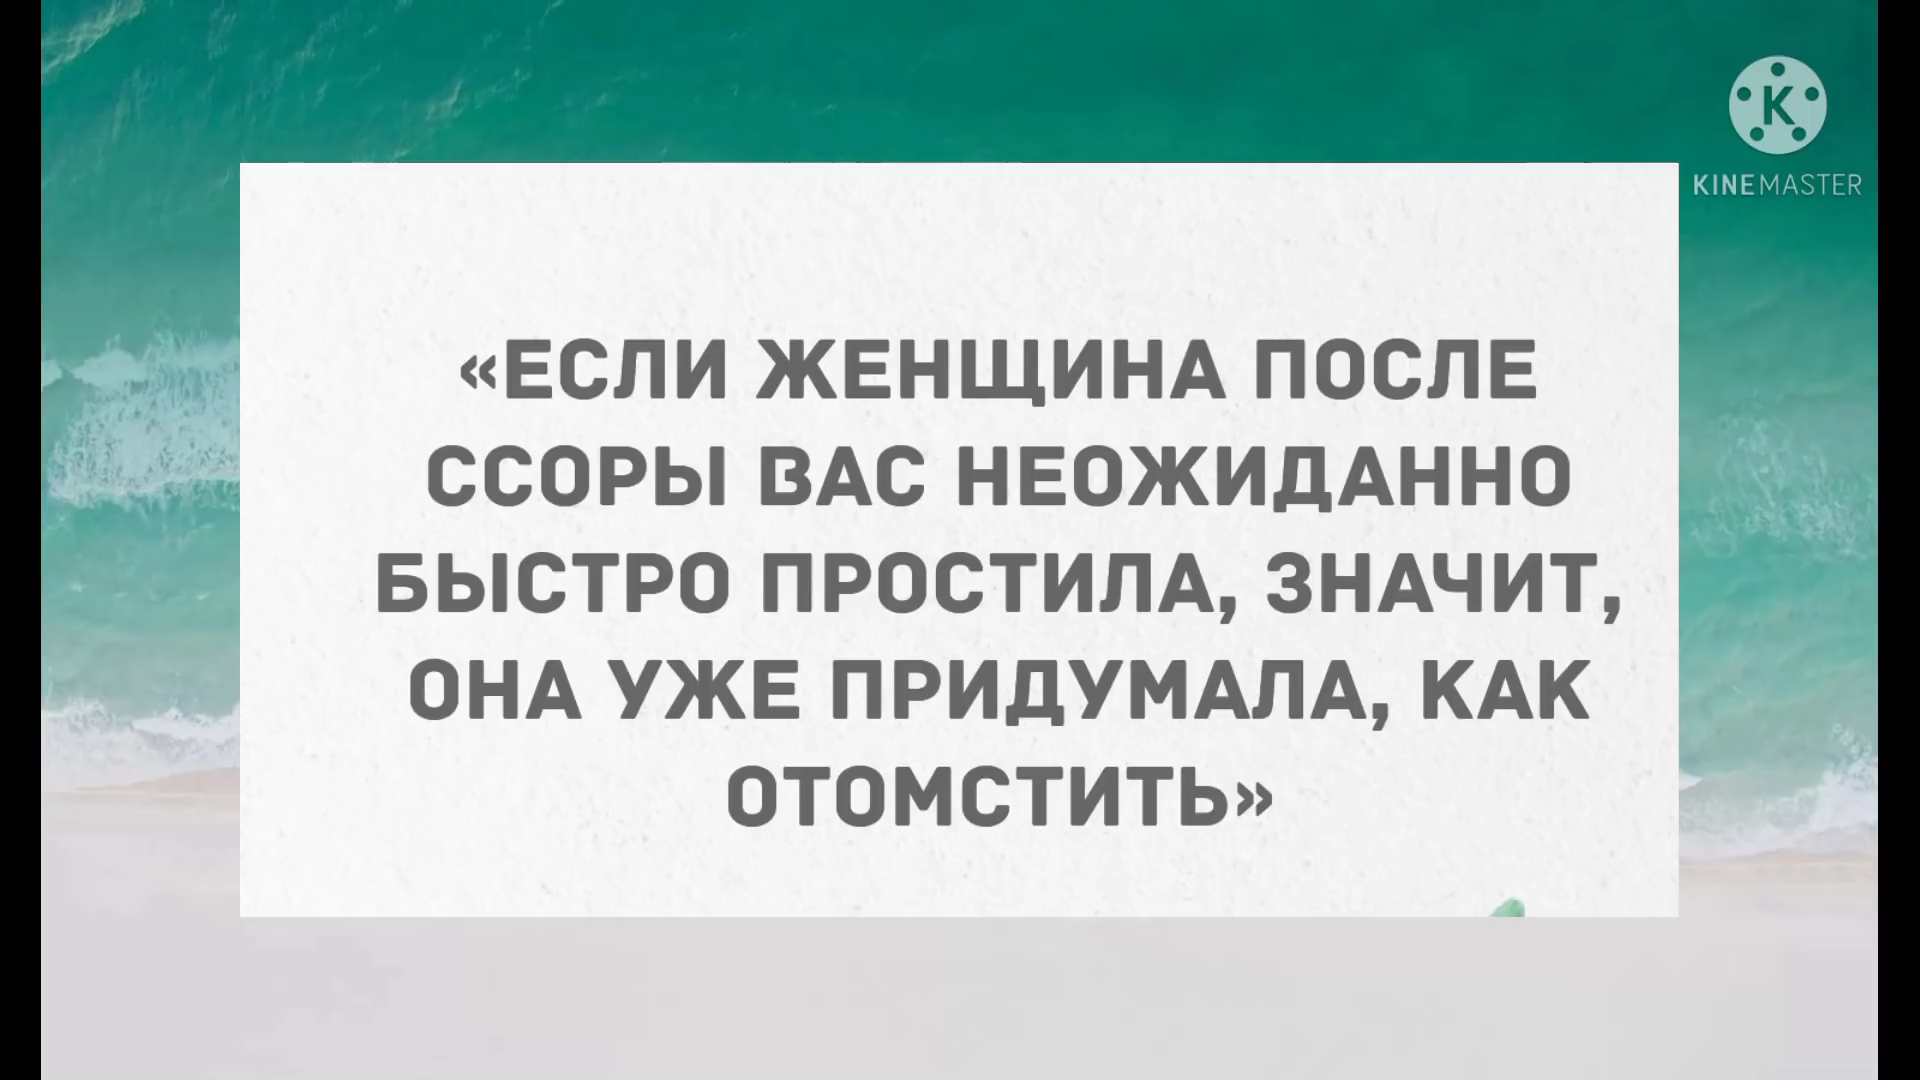 KINEMASTER
«ЕСЛИ ЖЕНЩИНА ПОСЛЕ
ССОРЫ ВАС НЕОЖИДАННО
БЫСТРО ПРОСТИЛА, ЗНАЧИТ,
ОНА УЖЕ ПРИДУМАЛА, КАК
ОТОМСТИТЬ»